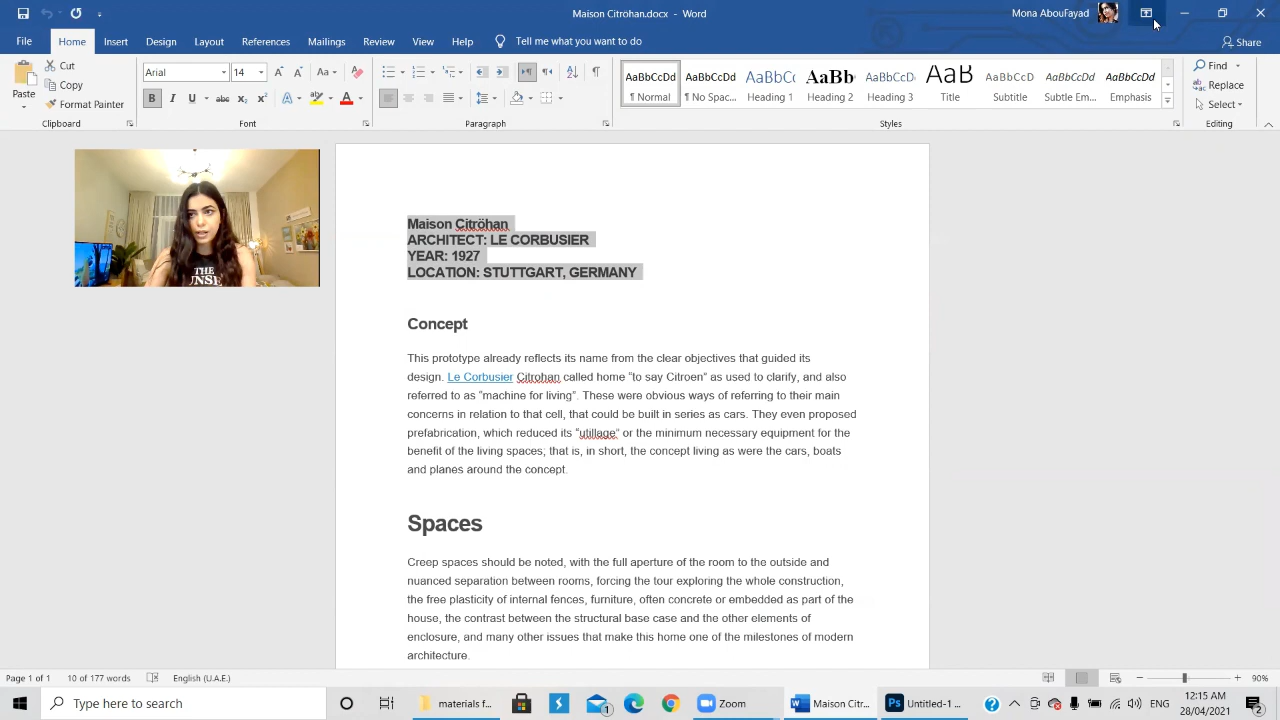 Maison Citröhan.docx - Word
Mona Aboulfayad
File Home Insert Design Layout References Mailings Review View Help Tell me what you want to do
Share
Paste
Cut
Copy
Format Painter
Clipboard
Arial 14
B I U abc x₂ x²
Font
Paragraph
AaBbCcDd AaBbCcDd AaBbC AaBb AaBbCcD AaB AaBbCcD AaBbCcDd AaBbCcDd
¶ Normal ¶ No Spac... Heading 1 Heading 2 Heading 3 Title Subtitle Subtle Em... Emphasis
Styles
Find
Replace
Select
Editing
THE
UNSE
Maison Citröhan
ARCHITECT: LE CORBUSIER
YEAR: 1927
LOCATION: STUTTGART, GERMANY
Concept
This prototype already reflects its name from the clear objectives that guided its
design. Le Corbusier Citrohan called home “to say Citroen” as used to clarify, and also
referred to as “machine for living”. These were obvious ways of referring to their main
concerns in relation to that cell, that could be built in series as cars. They even proposed
prefabrication, which reduced its “utillage” or the minimum necessary equipment for the
benefit of the living spaces; that is, in short, the concept living as were the cars, boats
and planes around the concept.
Spaces
Creep spaces should be noted, with the full aperture of the room to the outside and
nuanced separation between rooms, forcing the tour exploring the whole construction,
the free plasticity of internal fences, furniture, often concrete or embedded as part of the
house, the contrast between the structural base case and the other elements of
enclosure, and many other issues that make this home one of the milestones of modern
architecture.
Page 1 of 1 10 of 177 words English (U.A.E.) 90%
Type here to search
materials f...
Zoom
Maison Citr...
Untitled-1 ...
12:15 AM
28/04/2021